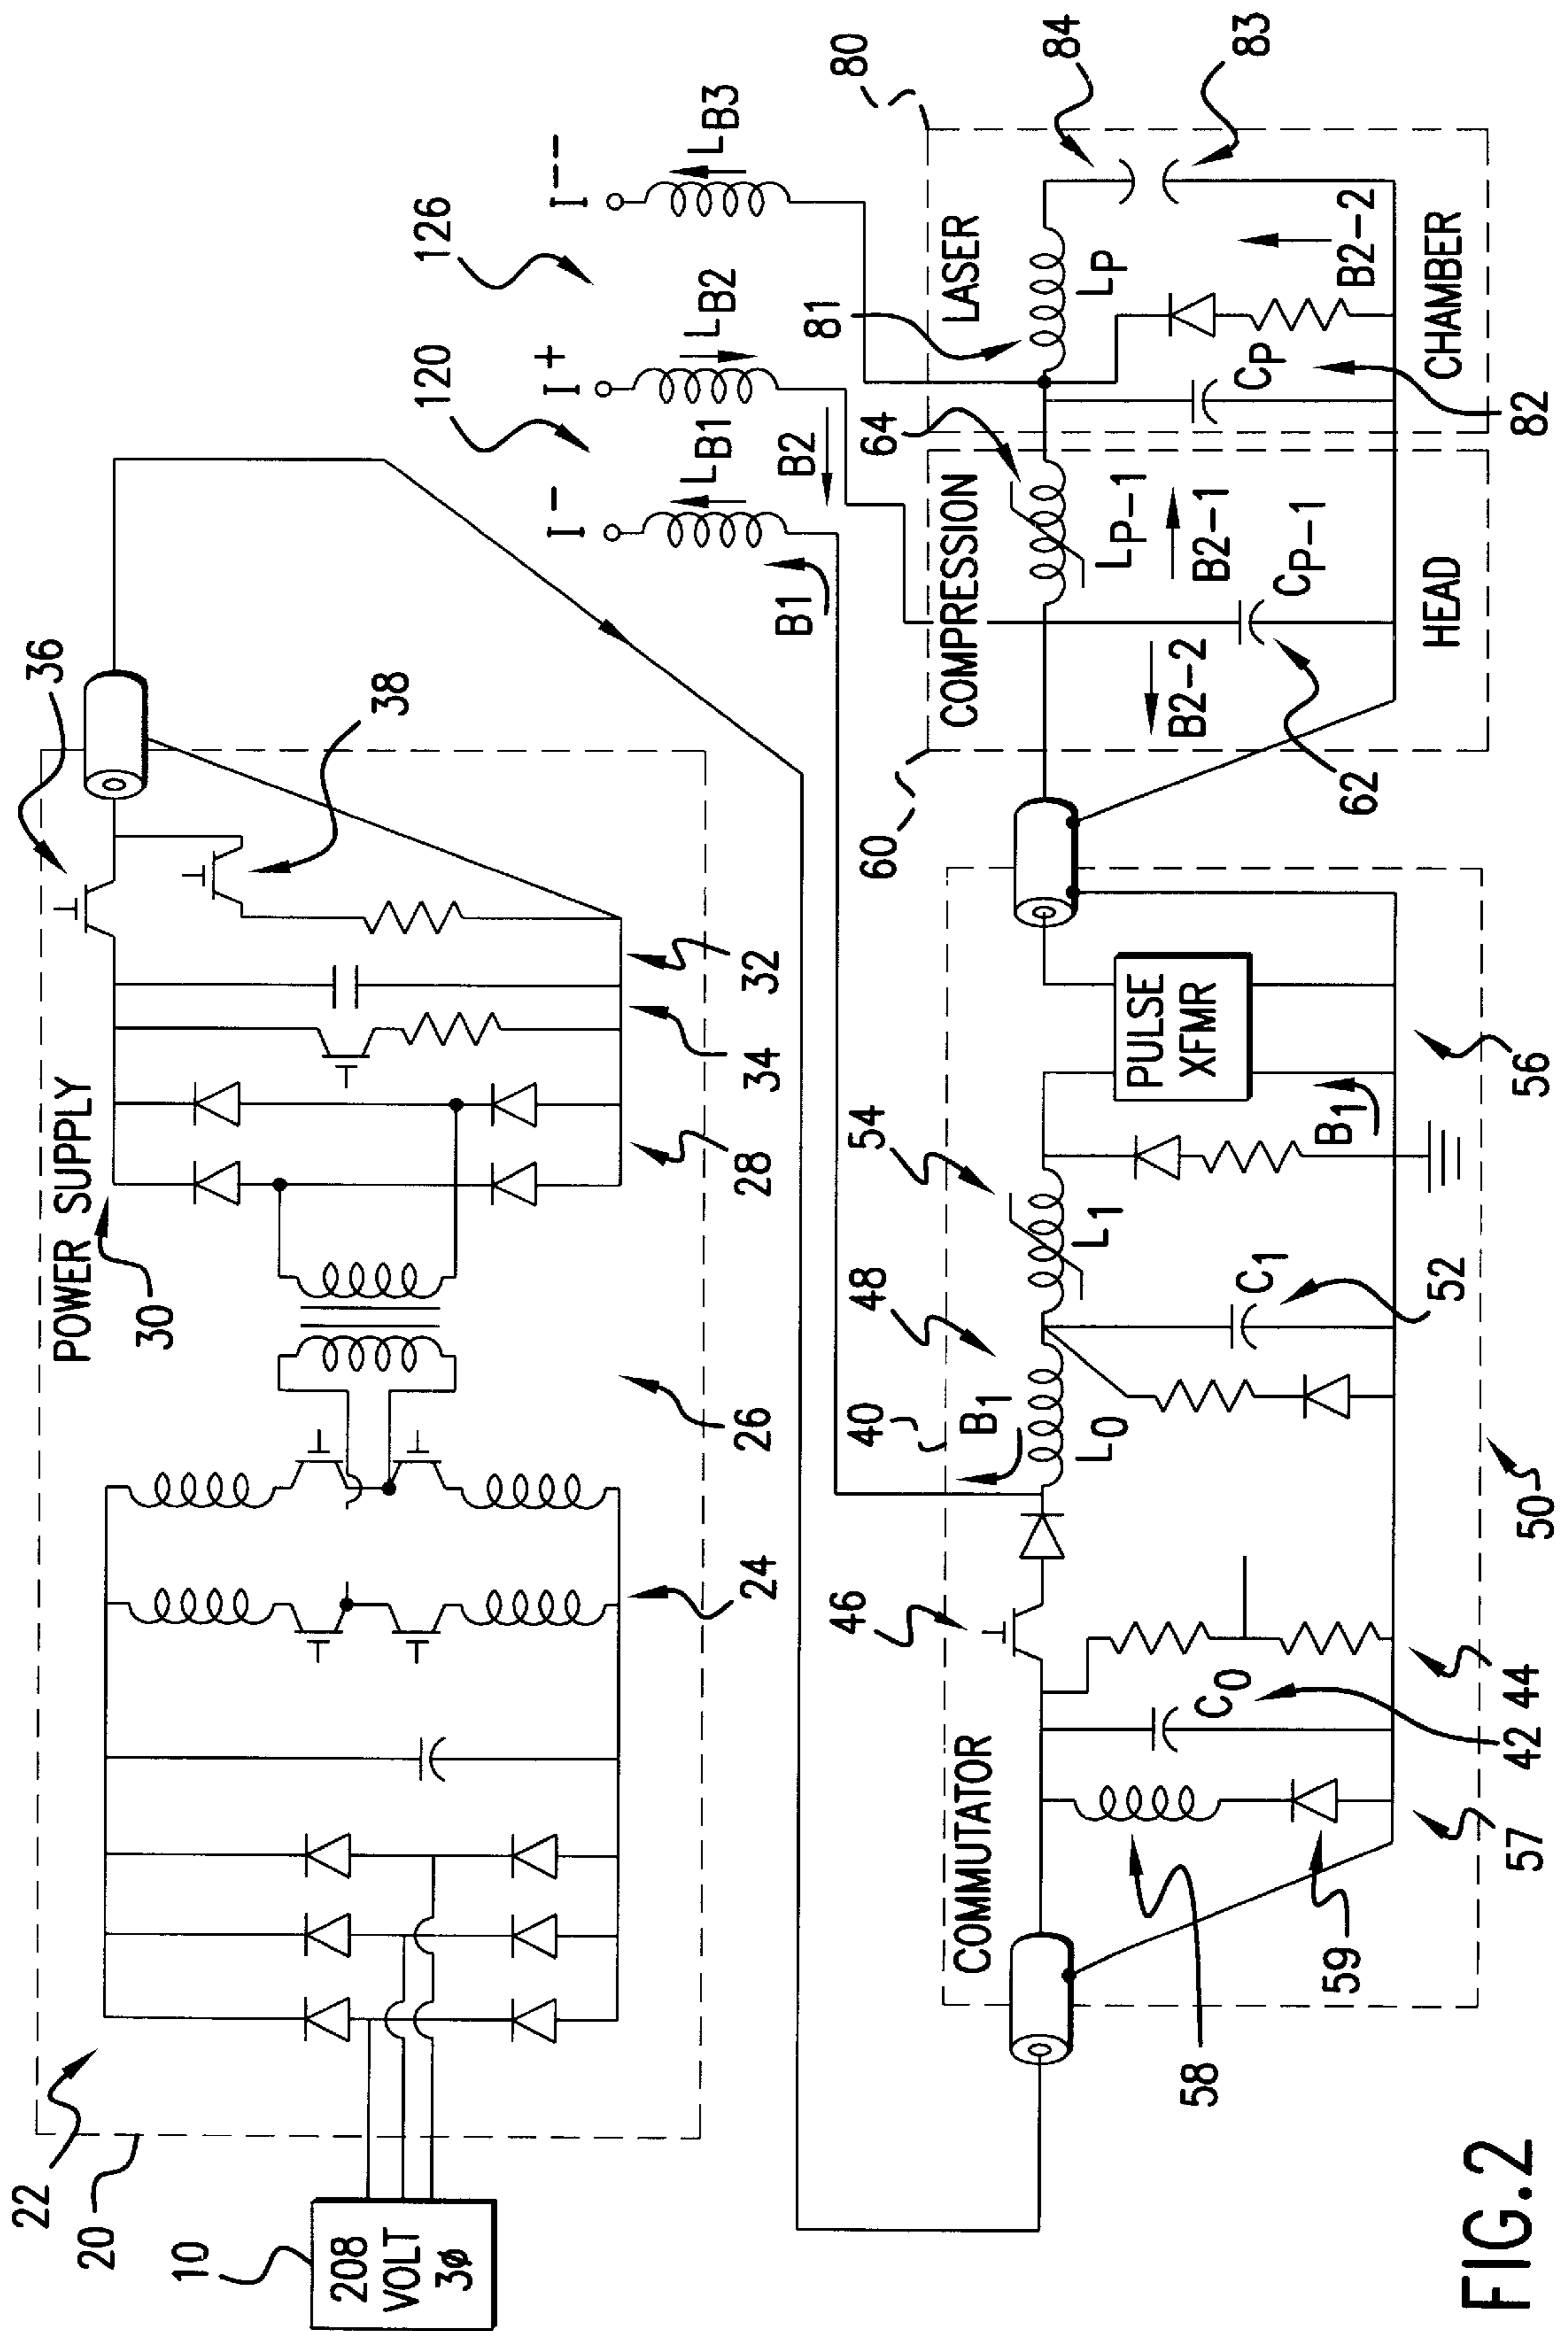 22
20
10
208
VOLT
3ø
POWER SUPPLY
30
24
26
28
34
32
36
38
I-
I+
I--
120
126
LB1
LB2
LB3
B1
B2
COMMUTATOR
40
46
48
54
B1
L0
L1
C0
C1
PULSE
XFMR
B1
58
59
57
42
44
50
52
56
COMPRESSION
HEAD
60
62
64
LP-1
CP-1
B2-1
B2-2
LASER
CHAMBER
80
81
82
83
84
LP
CP
B2-2
FIG.2